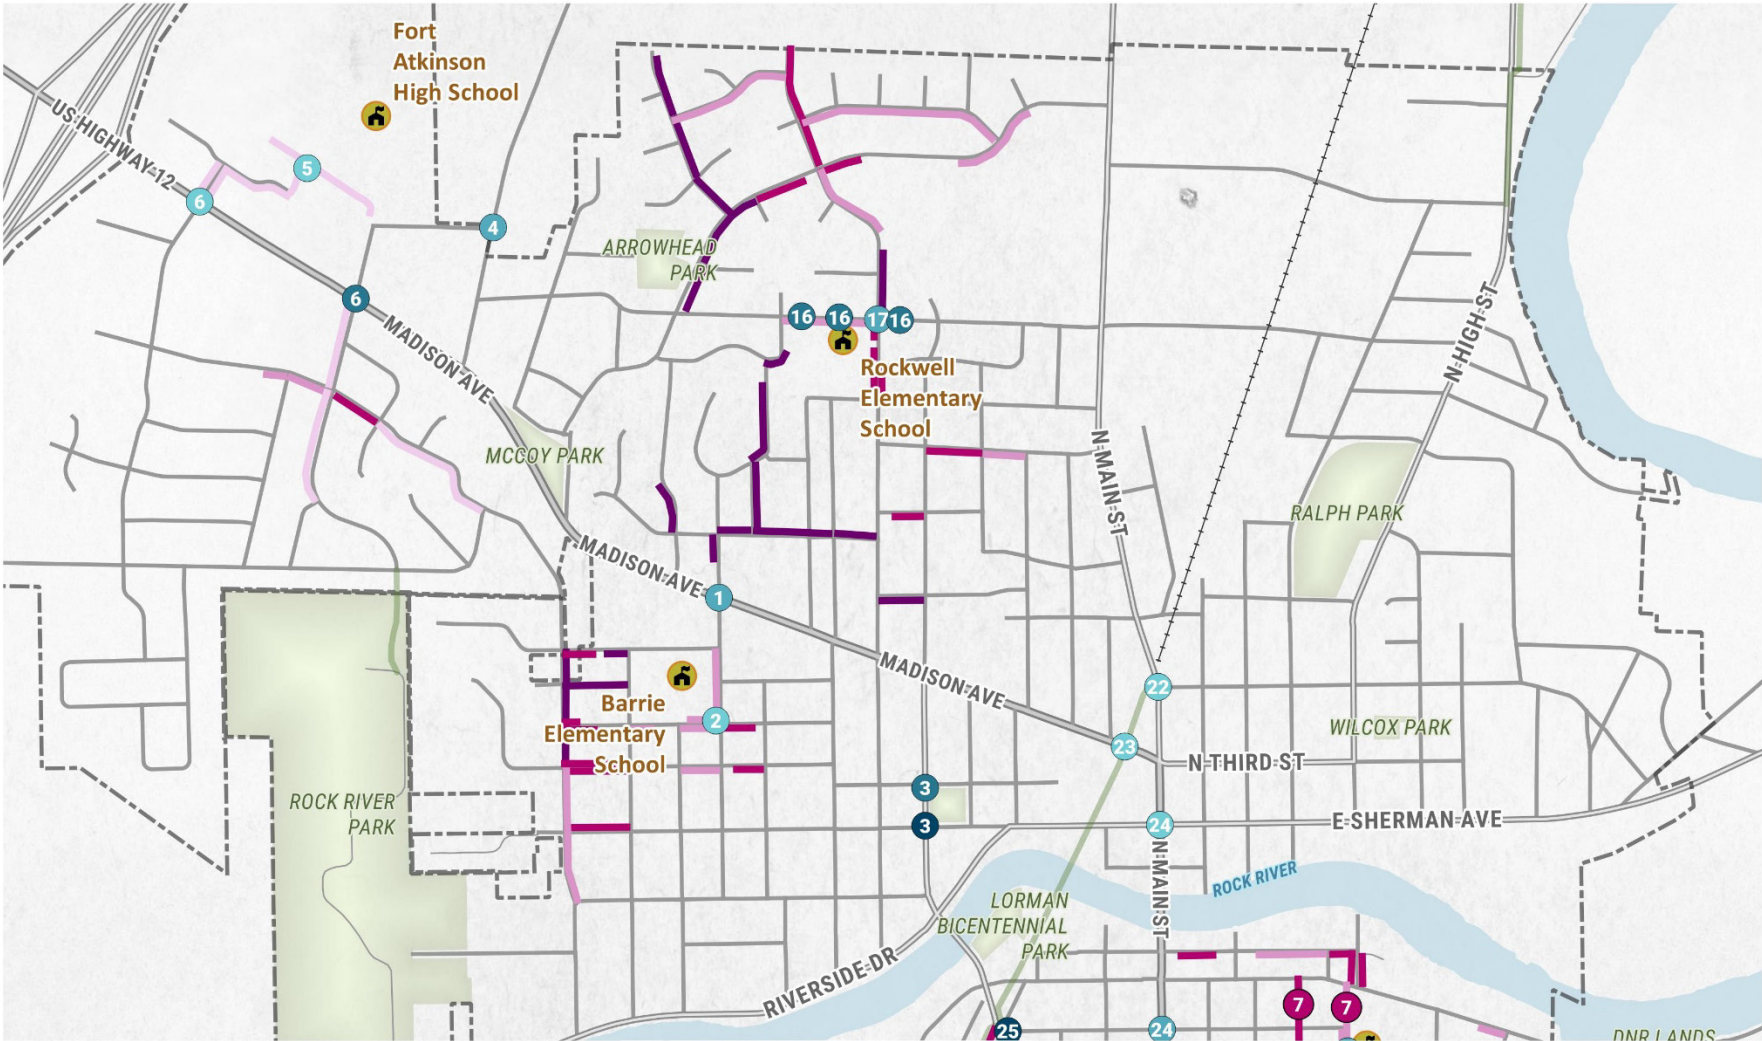 Fort
Atkinson
High School
US HIGHWAY 12
5
6
4
ARROWHEAD
PARK
6
16
16
17
16
MADISON AVE
Rockwell
Elementary
School
N HIGH ST
MCCOY PARK
N MAIN ST
RALPH PARK
MADISON AVE
1
MADISON AVE
Barrie
Elementary
School
2
22
WILCOX PARK
23
N THIRD ST
ROCK RIVER
PARK
3
3
24
E SHERMAN AVE
N MAIN ST
ROCK RIVER
LORMAN
BICENTENNIAL
PARK
RIVERSIDE DR
7
7
25
24
DNR LANDS